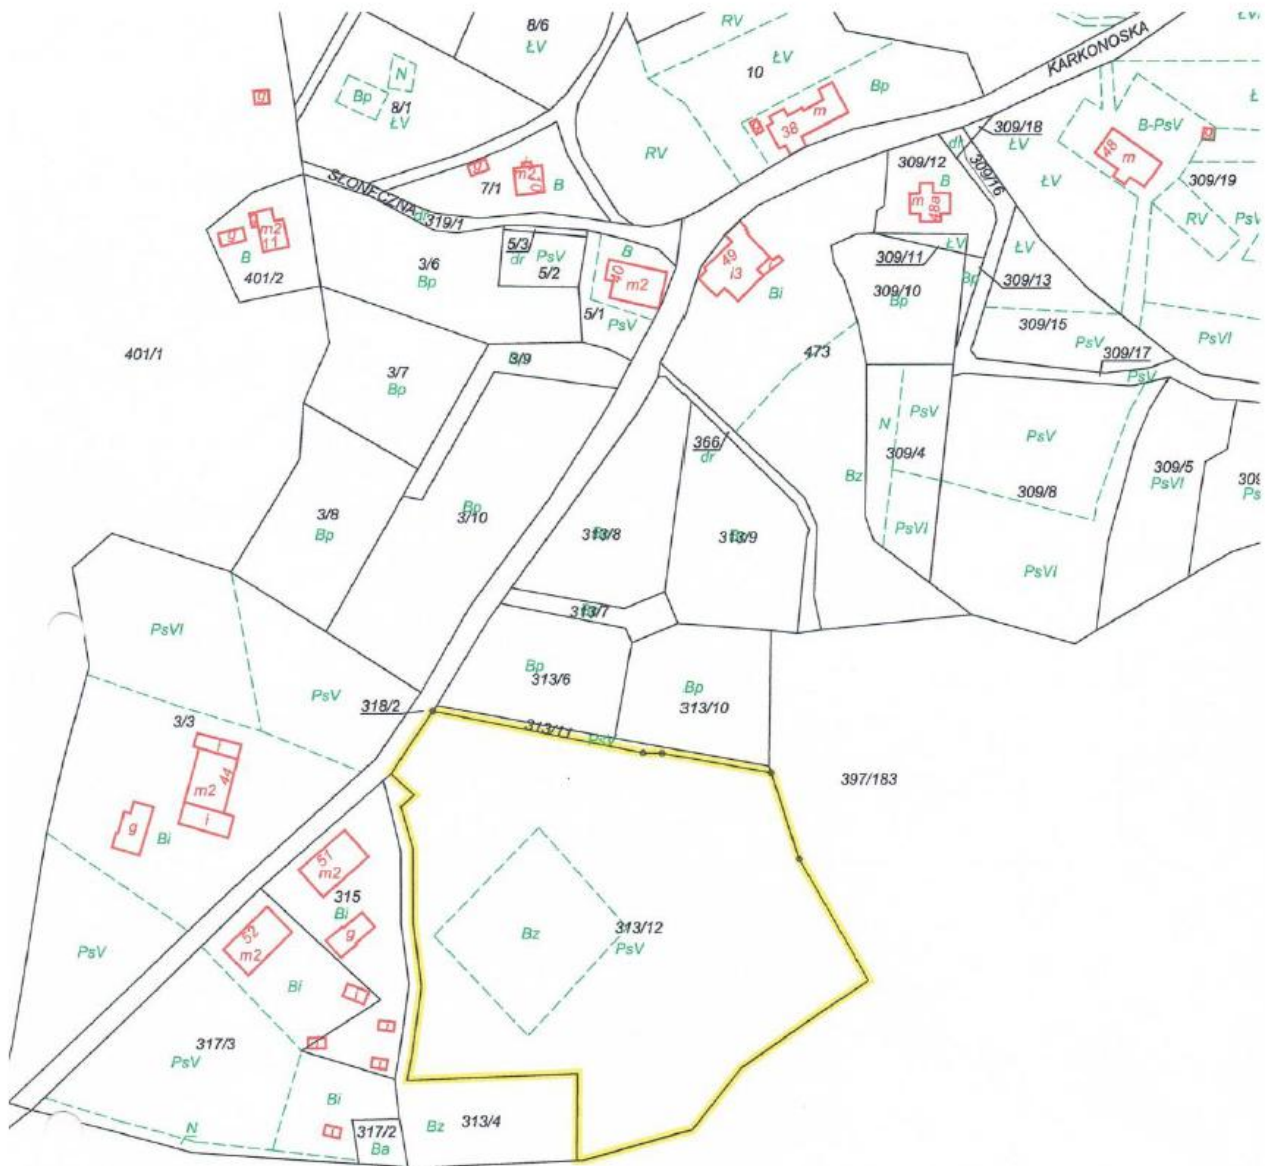 8/6
ŁV
RV
ŁV
10
KARKONOSKA
N
Bp
8/1
ŁV
g
Bp
38
m
g
RV
309/18
dr
ŁV
B-PsV
48
m
g
309/12
B
309/16
ŁV
309/19
RV
m
48a
g
7/1
m2
B
SŁONECZNA
dr
319/1
g
m2
11
B
401/2
5/3
dr
PsV
5/2
B
40
m2
3/6
Bp
5/1
PsV
49
i3
Bi
309/11
ŁV
Bp
309/10
Bp
ŁV
309/13
309/15
PsV
PsVI
309/17
PsV
401/1
3/9
473
3/7
Bp
N
PsV
366
dr
PsV
Bz
309/4
309/5
PsVI
309/8
3/8
Bp
Bp
3/10
313/8
313/9
PsVI
PsVI
PsVI
313/7
PsV
Bp
313/6
Bp
313/10
318/2
313/11
PsV
3/3
i
44
m2
i
g
Bi
397/183
51
m2
315
Bi
g
52
m2
Bz
313/12
PsV
PsV
Bi
i
i
i
i
317/3
PsV
Bi
i
N
317/2
Ba
Bz
313/4